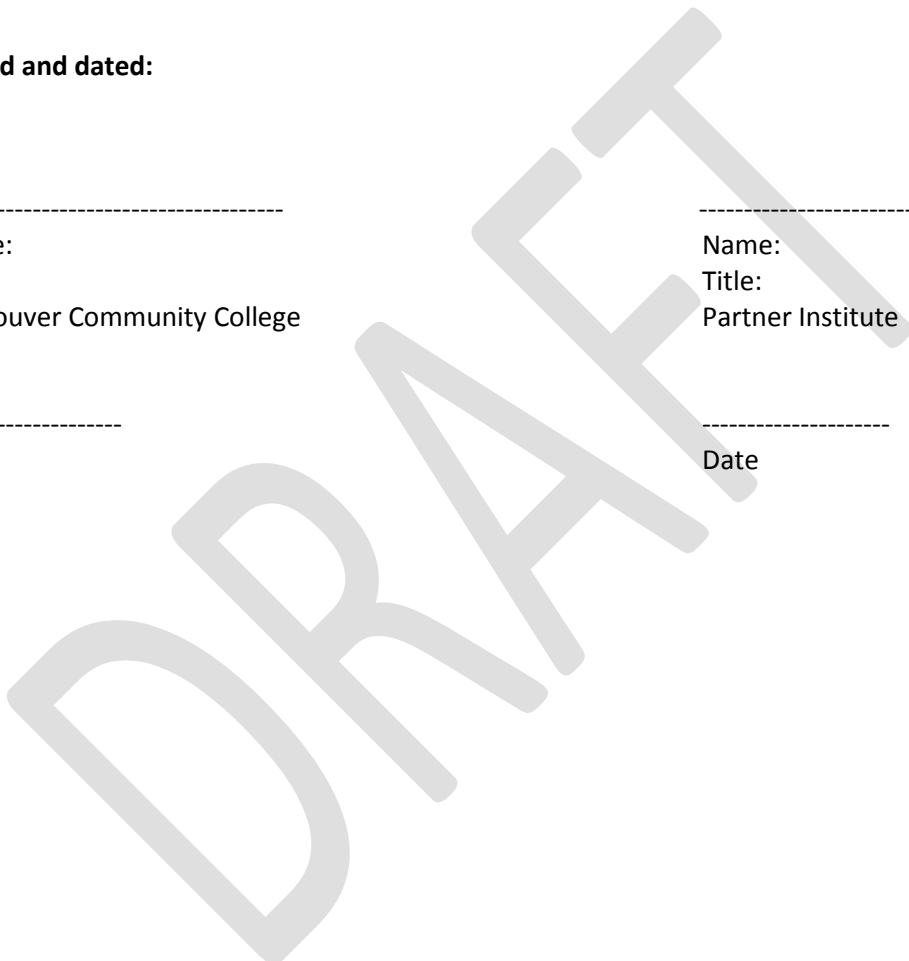 d and dated:
-------------------------------- -----------------------
e: Name:
Title:
ouver Community College Partner Institute
-------------- ---------------------
Date
DRAFT